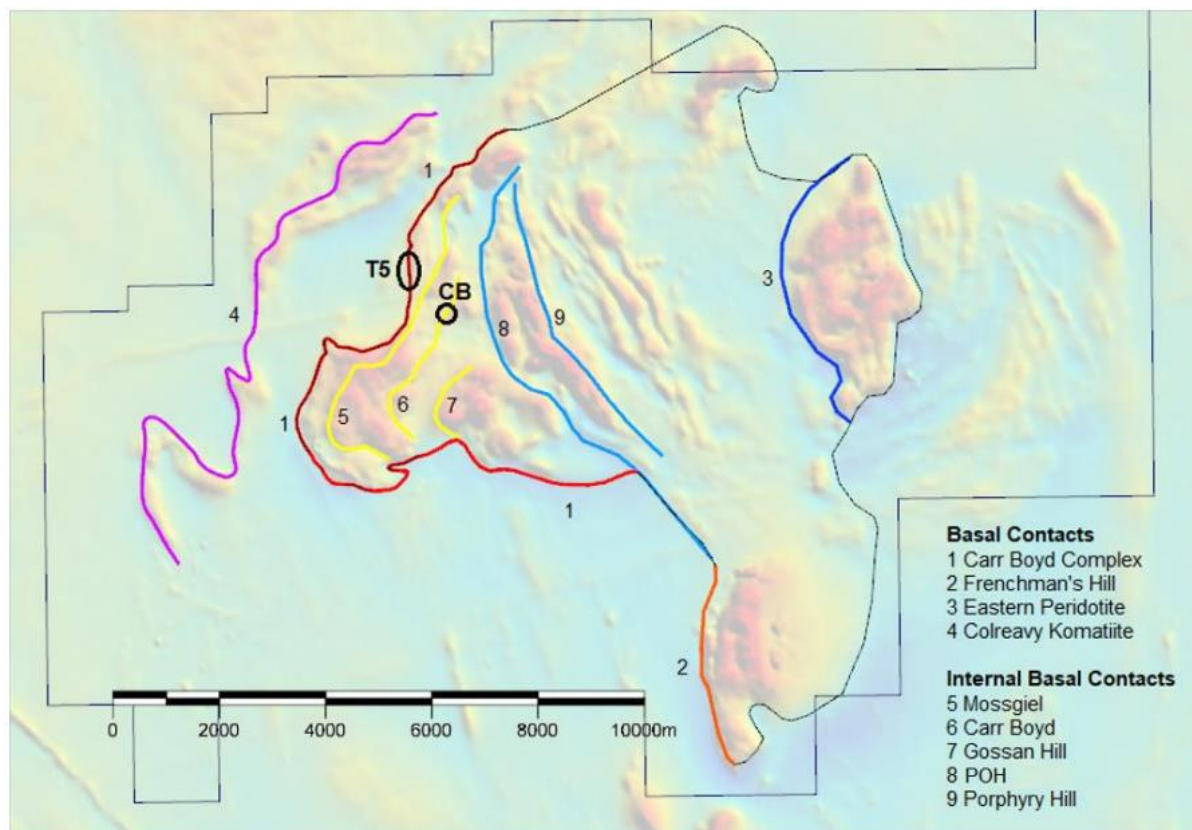 1
T5
CB
3
4
8
9
5
6
7
1
1
2
0 2000 4000 6000 8000 10000m
Basal Contacts
1 Carr Boyd Complex
2 Frenchman's Hill
3 Eastern Peridotite
4 Colreavy Komatiite
Internal Basal Contacts
5 Mossgiel
6 Carr Boyd
7 Gossan Hill
8 POH
9 Porphyry Hill